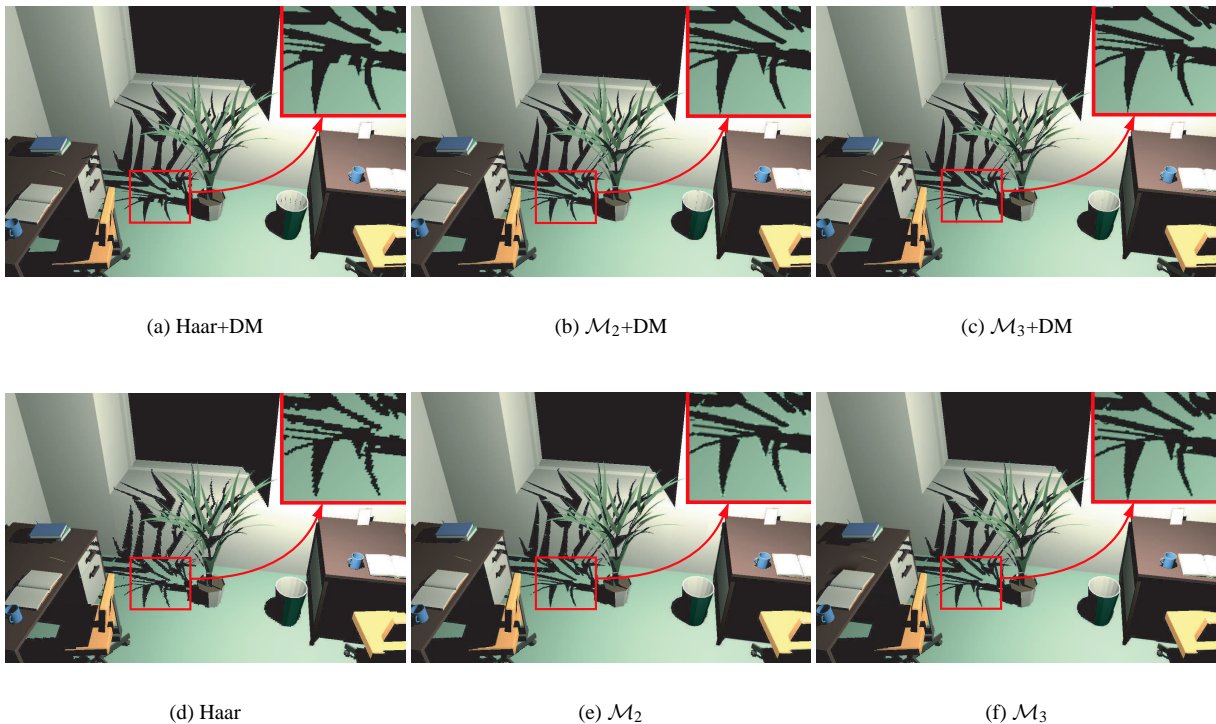 (a) Haar+DM
(b) ℳ₂+DM
(c) ℳ₃+DM
(d) Haar
(e) ℳ₂
(f) ℳ₃